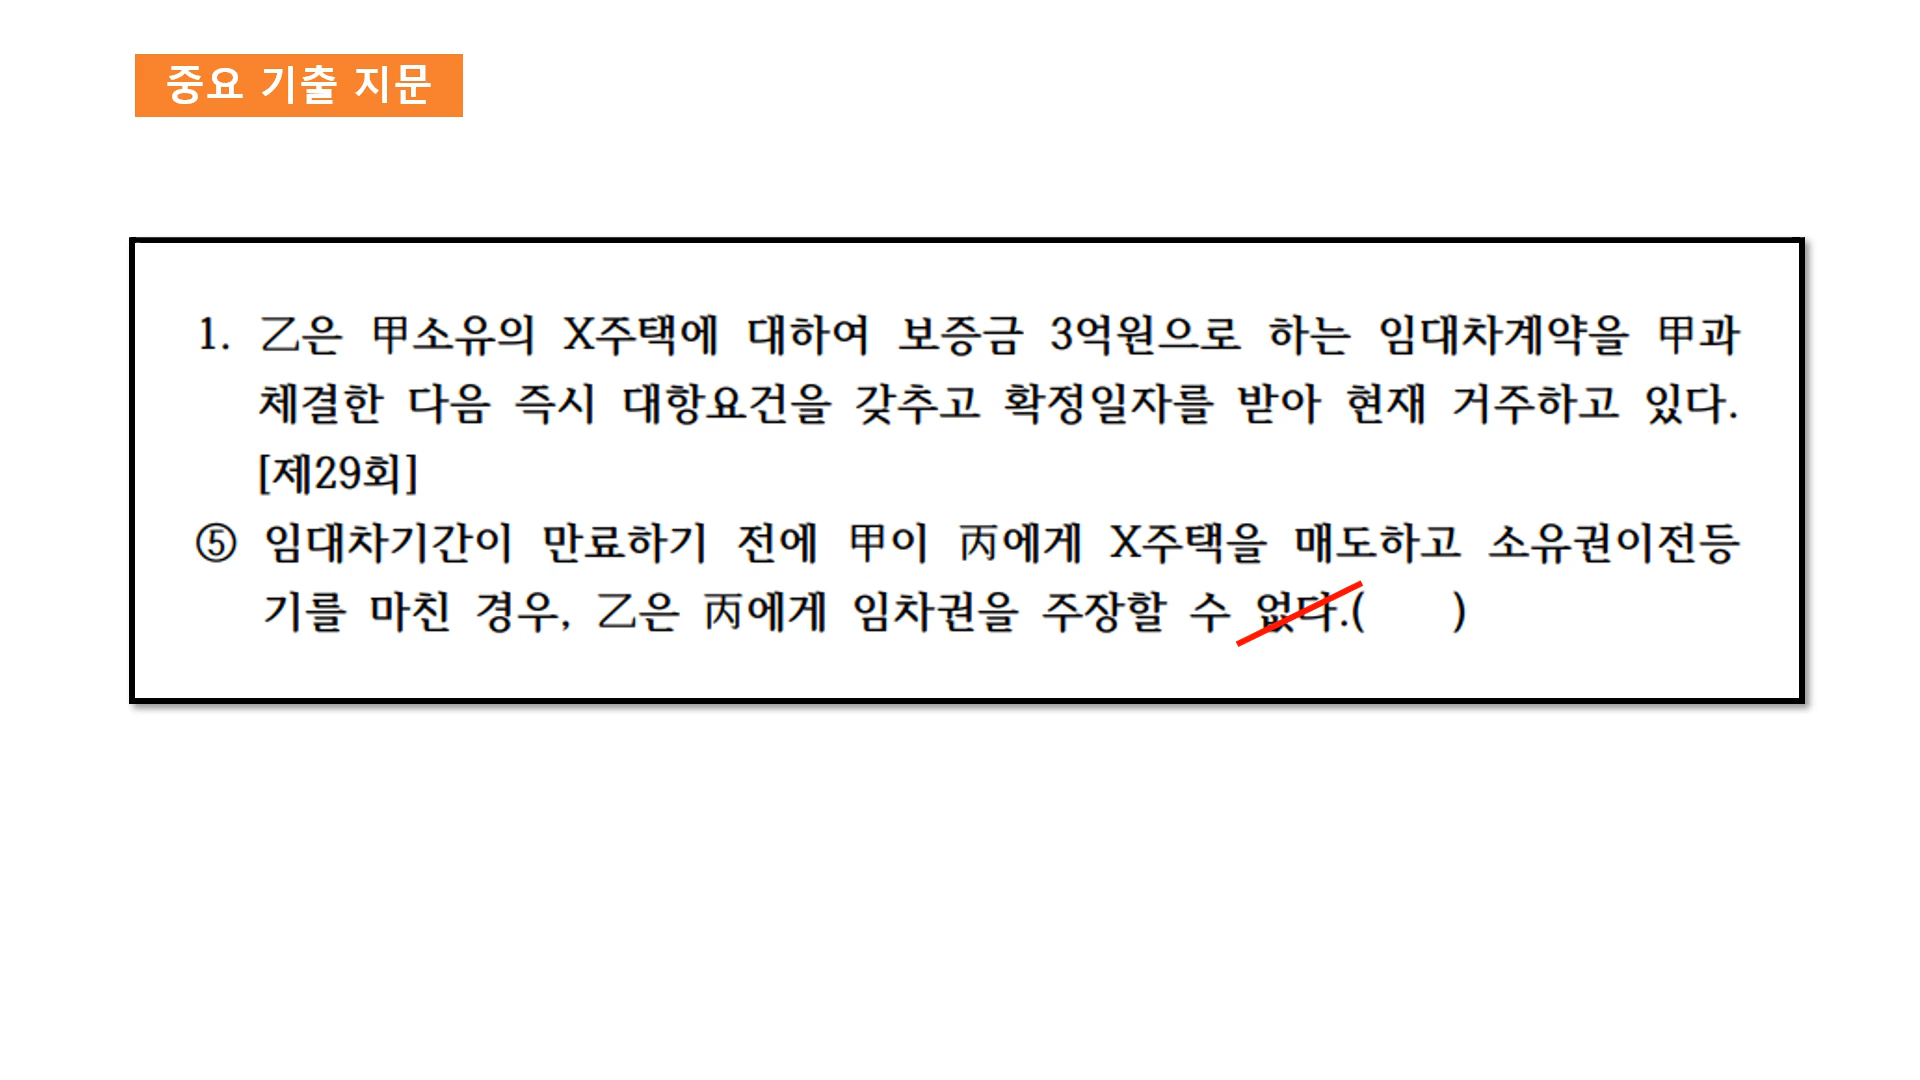 중요 기출 지문
1. 乙은 甲소유의 X주택에 대하여 보증금 3억원으로 하는 임대차계약을 甲과
체결한 다음 즉시 대항요건을 갖추고 확정일자를 받아 현재 거주하고 있다.
[제29회]
⑤ 임대차기간이 만료하기 전에 甲이 丙에게 X주택을 매도하고 소유권이전등
기를 마친 경우, 乙은 丙에게 임차권을 주장할 수 없다.( )